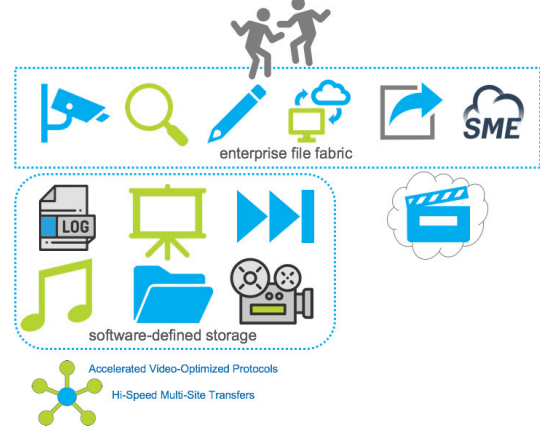 SME
enterprise file fabric
LOG
software-defined storage
Accelerated Video-Optimized Protocols
Hi-Speed Multi-Site Transfers